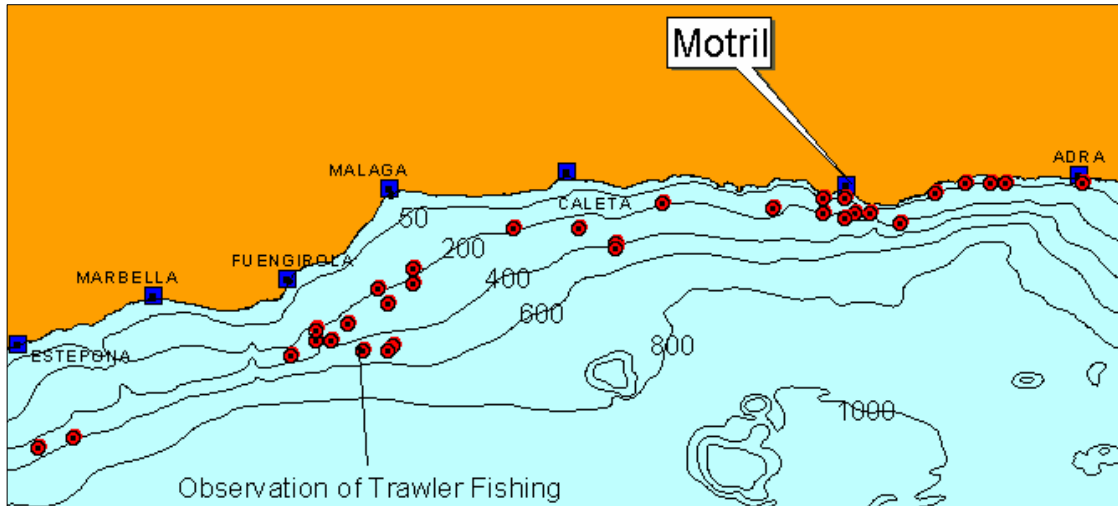 Motril
ADRA
MALAGA
CALETA
50
200
FUENGIROLA
MARBELLA
400
600
ESTEPONA
800
1000
Observation of Trawler Fishing